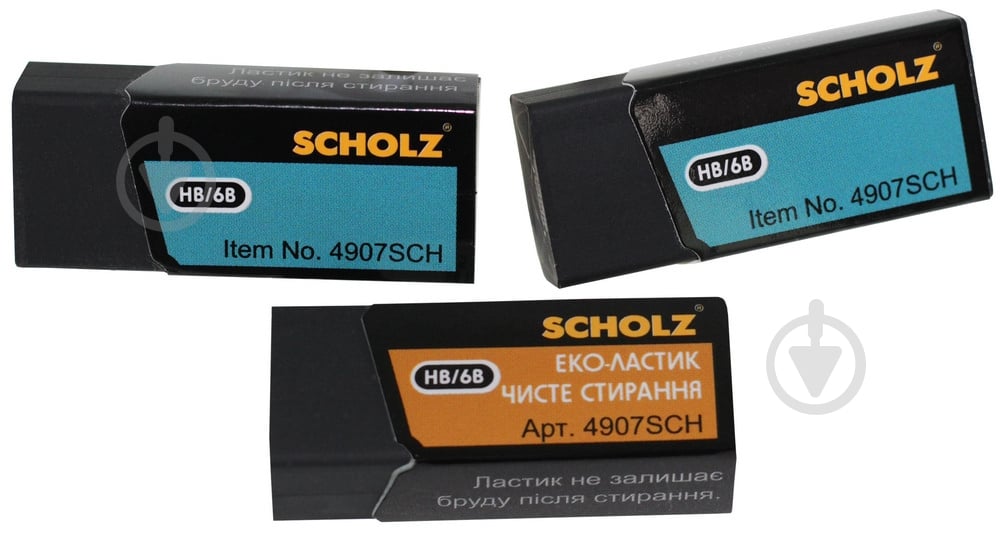 Ластик не залишає
бруду після стирання
SCHOLZ®
HB/6B
Item No. 4907SCH
SCHOLZ®
HB/6B
Item No. 4907SCH
SCHOLZ®
HB/6B
ЕКО-ЛАСТИК
ЧИСТЕ СТИРАННЯ
Арт. 4907SCH
Ластик не залишає
бруду після стирання.